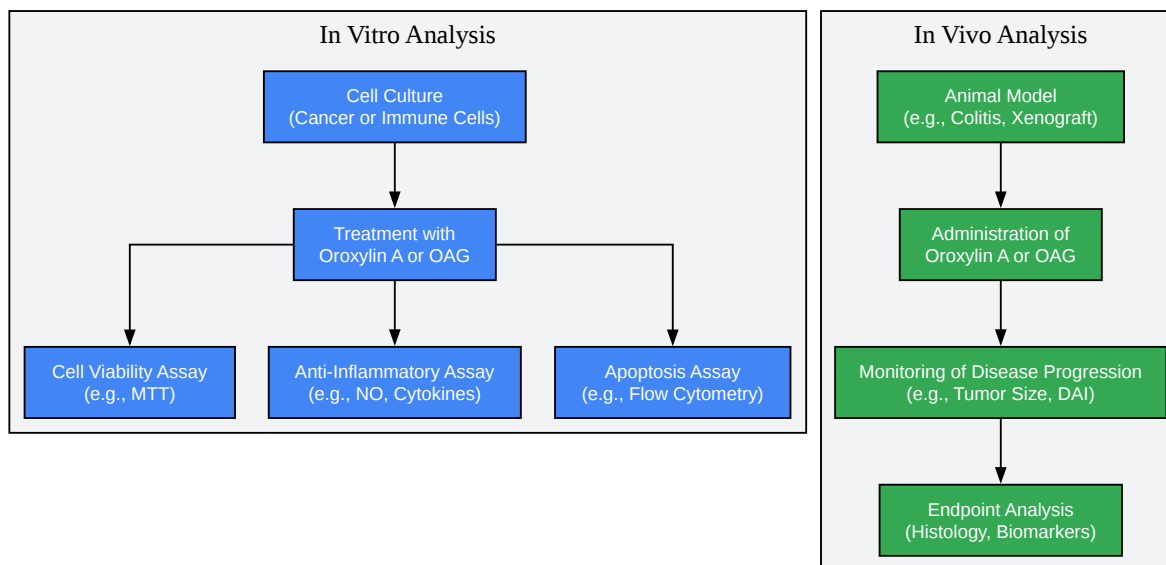 In Vitro Analysis
Cell Culture
(Cancer or Immune Cells)
Treatment with
Oroxylin A or OAG
Cell Viability Assay
(e.g., MTT)
Anti-Inflammatory Assay
(e.g., NO, Cytokines)
Apoptosis Assay
(e.g., Flow Cytometry)
In Vivo Analysis
Animal Model
(e.g., Colitis, Xenograft)
Administration of
Oroxylin A or OAG
Monitoring of Disease Progression
(e.g., Tumor Size, DAI)
Endpoint Analysis
(Histology, Biomarkers)